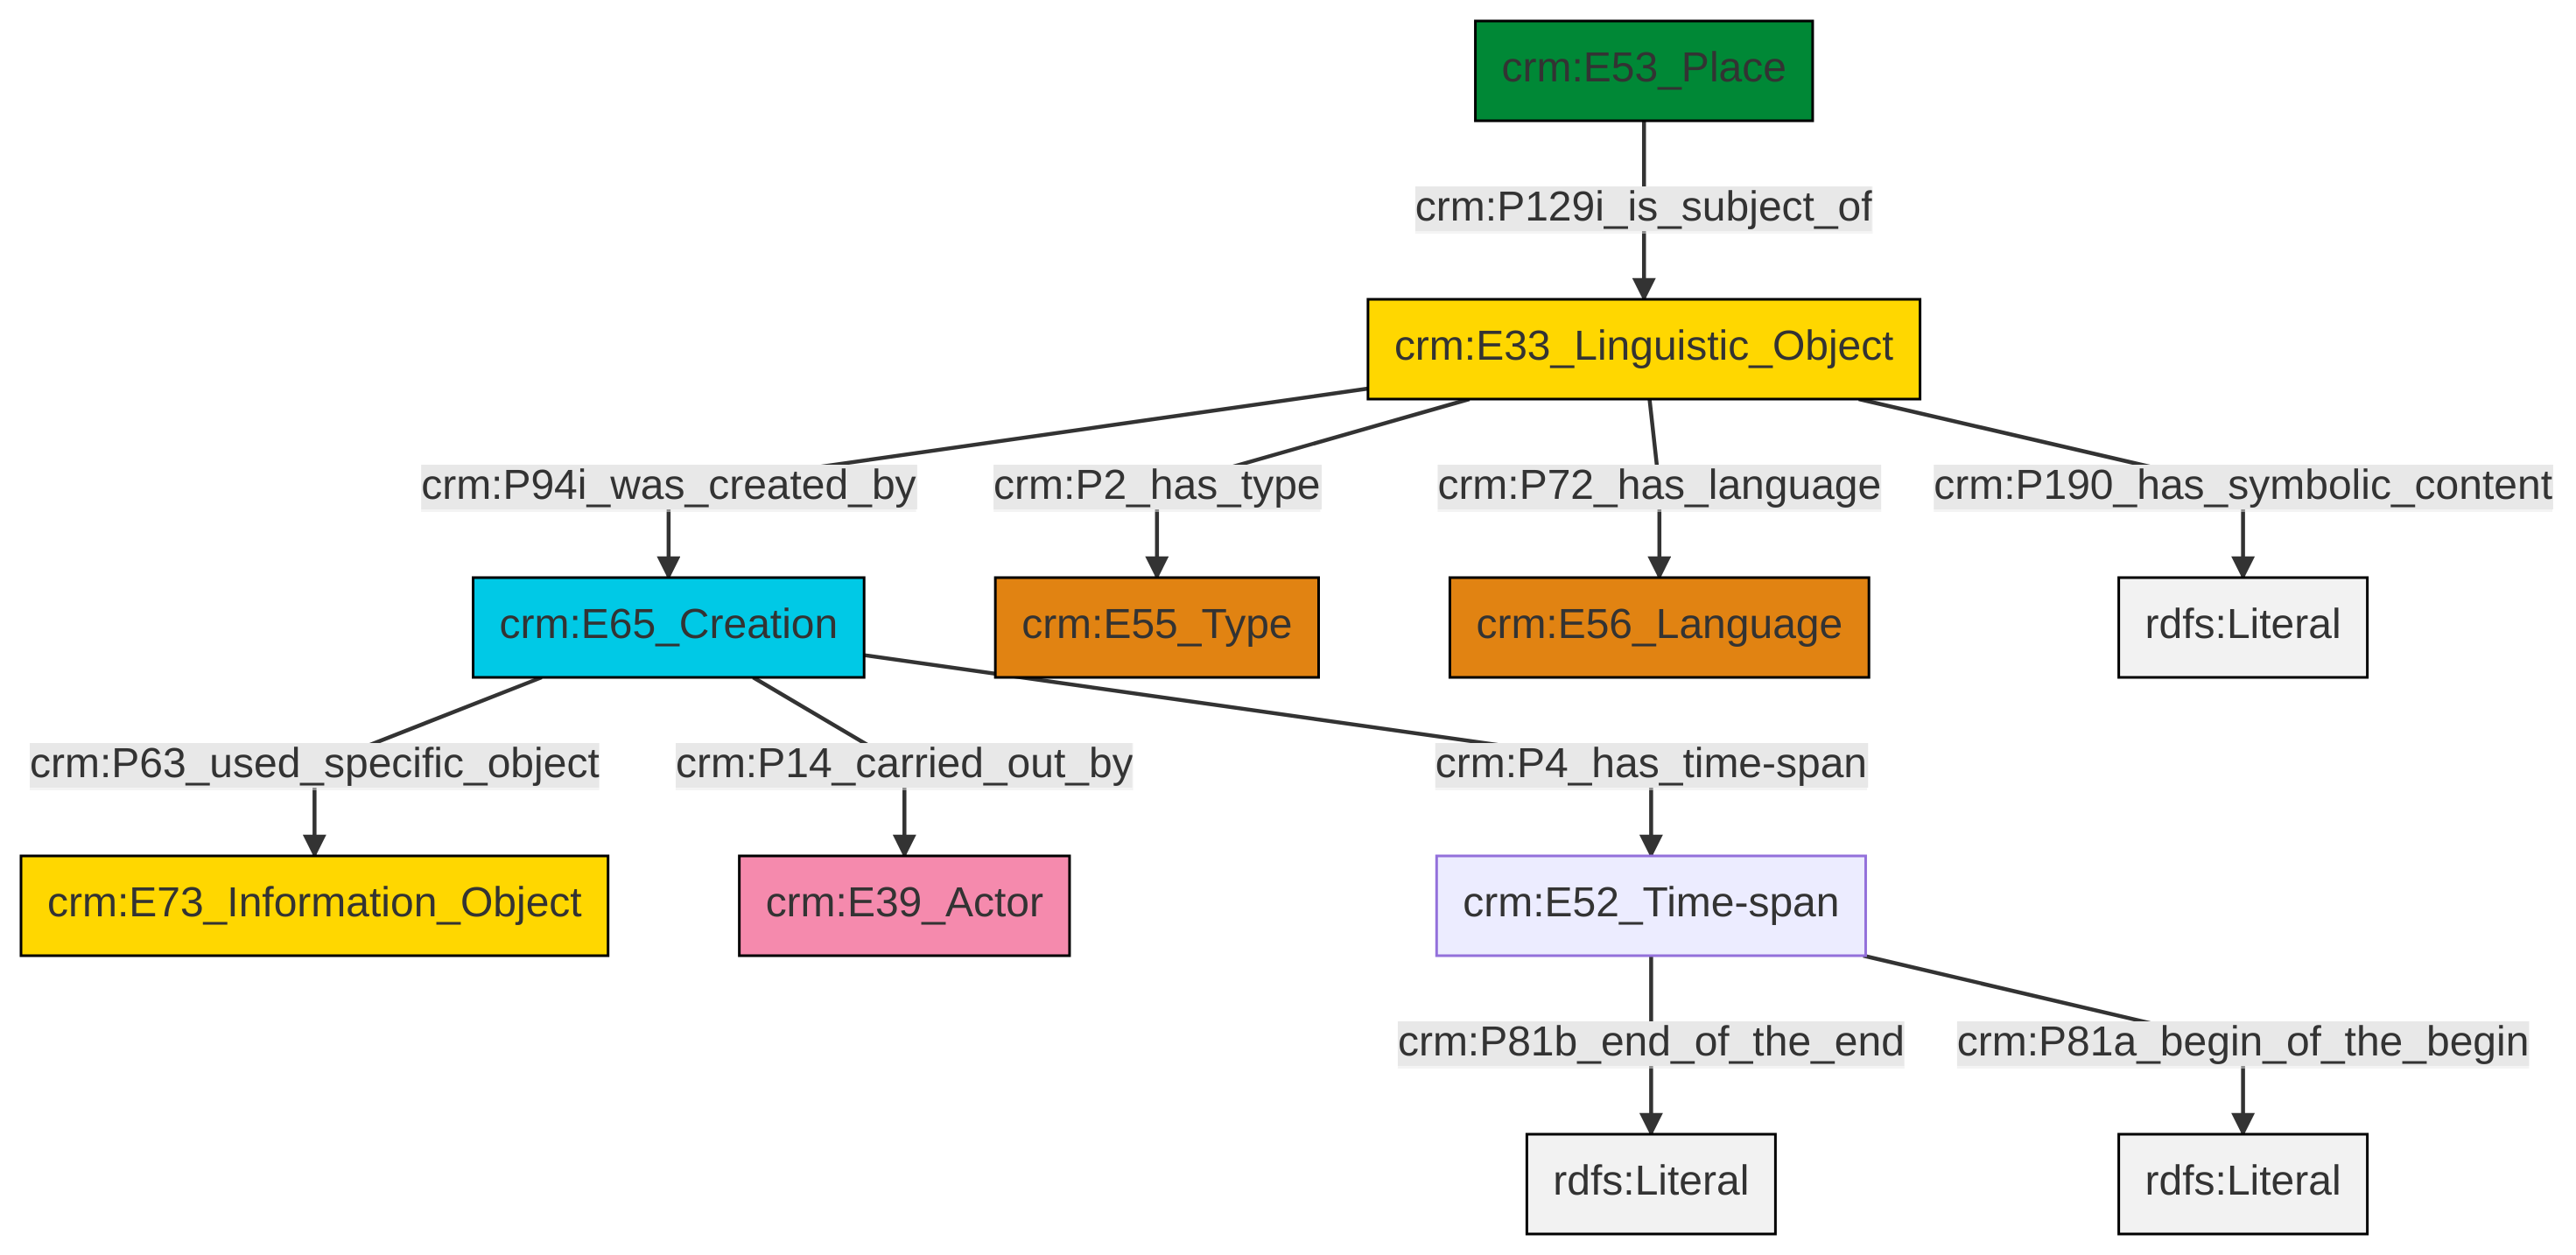 crm:E53_Place
crm:P129i_is_subject_of
crm:E33_Linguistic_Object
crm:P94i_was_created_by
crm:P2_has_type
crm:P72_has_language
crm:P190_has_symbolic_content
crm:E65_Creation
crm:E55_Type
crm:E56_Language
rdfs:Literal
crm:P63_used_specific_object
crm:P14_carried_out_by
crm:P4_has_time-span
crm:E73_Information_Object
crm:E39_Actor
crm:E52_Time-span
crm:P81b_end_of_the_end
crm:P81a_begin_of_the_begin
rdfs:Literal
rdfs:Literal